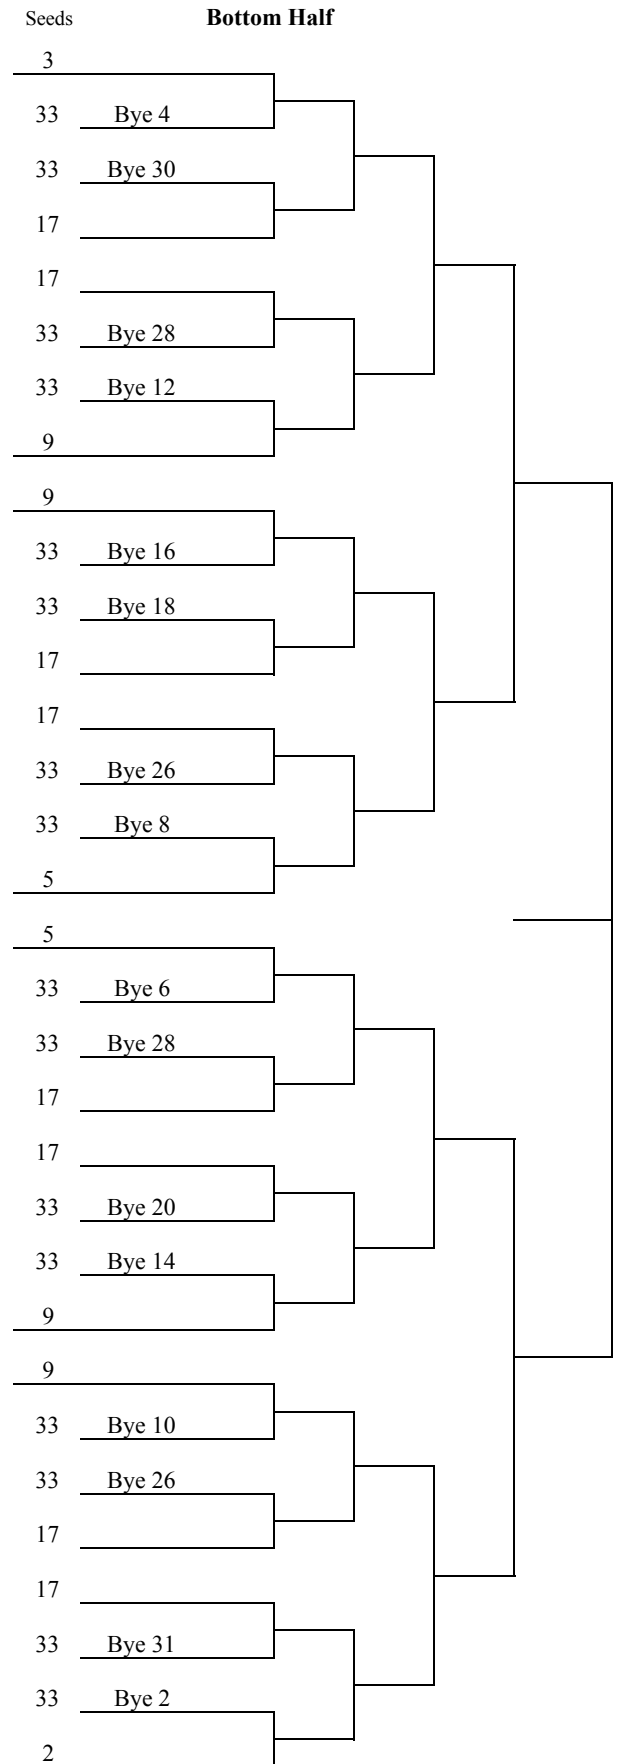 Seeds Bottom Half
3
33 Bye 4
33 Bye 30
17
17
33 Bye 28
33 Bye 12
9
9
33 Bye 16
33 Bye 18
17
17
33 Bye 26
33 Bye 8
5
5
33 Bye 6
33 Bye 28
17
17
33 Bye 20
33 Bye 14
9
9
33 Bye 10
33 Bye 26
17
17
33 Bye 31
33 Bye 2
2